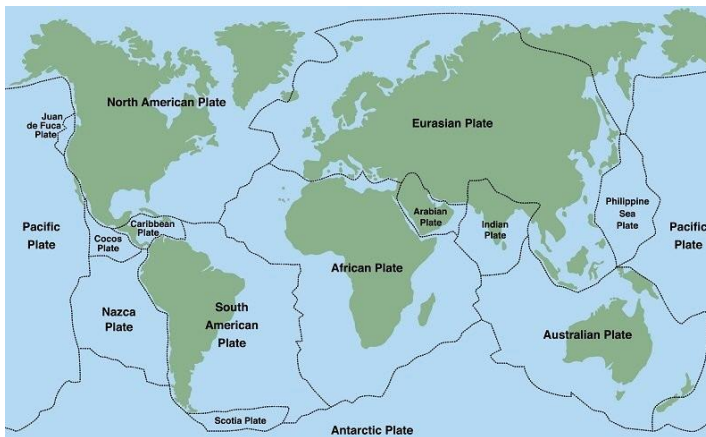 North American Plate
Eurasian Plate
Juan
de Fuca
Plate
Pacific
Plate
Cocos
Plate
Caribbean
Plate
Arabian
Plate
Indian
Plate
Philippine
Sea
Plate
Pacific
Plate
African Plate
Nazca
Plate
South
American
Plate
Australian Plate
Scotia Plate
Antarctic Plate